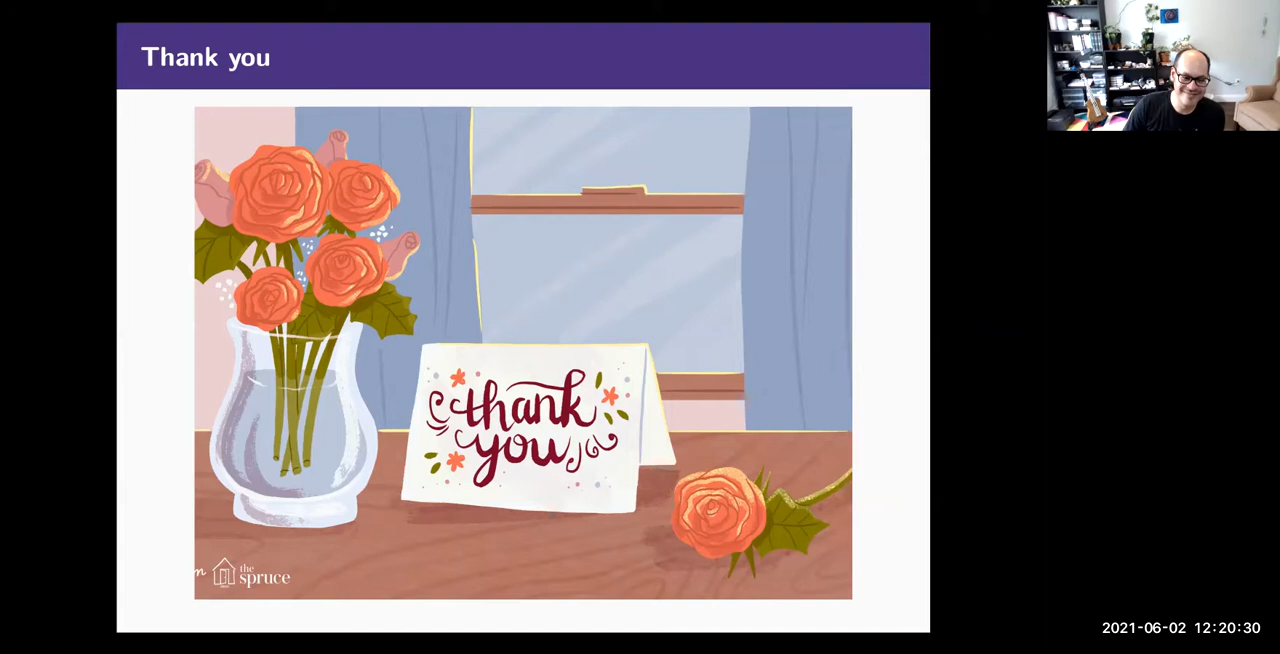 Thank you
thank
you
n
the
spruce
2021-06-02 12:20:30